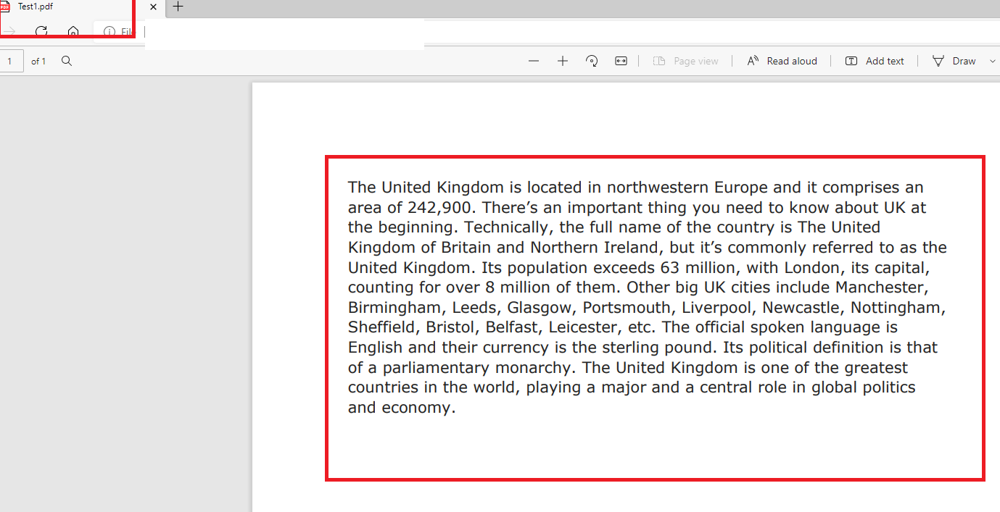 PDF
Test1.pdf
File
1 of 1
Page view
Read aloud
Add text
Draw
The United Kingdom is located in northwestern Europe and it comprises an
area of 242,900. There’s an important thing you need to know about UK at
the beginning. Technically, the full name of the country is The United
Kingdom of Britain and Northern Ireland, but it’s commonly referred to as the
United Kingdom. Its population exceeds 63 million, with London, its capital,
counting for over 8 million of them. Other big UK cities include Manchester,
Birmingham, Leeds, Glasgow, Portsmouth, Liverpool, Newcastle, Nottingham,
Sheffield, Bristol, Belfast, Leicester, etc. The official spoken language is
English and their currency is the sterling pound. Its political definition is that
of a parliamentary monarchy. The United Kingdom is one of the greatest
countries in the world, playing a major and a central role in global politics
and economy.